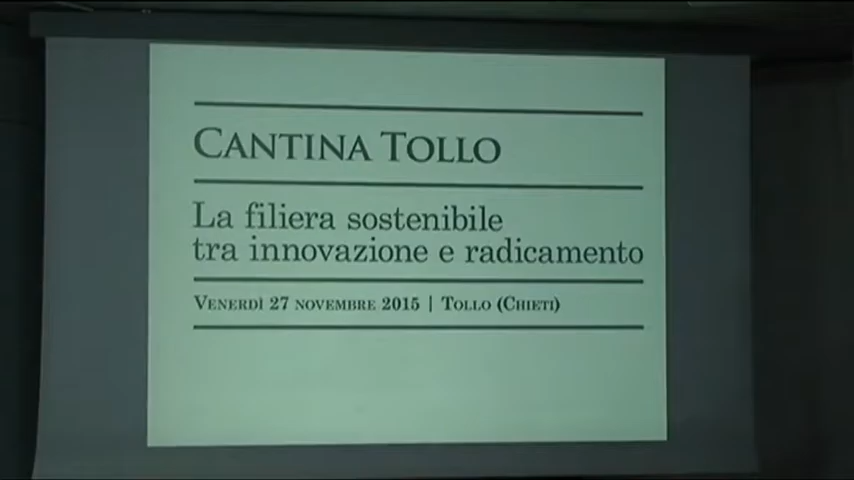 CANTINA TOLLO
La filiera sostenibile
tra innovazione e radicamento
VENERDÌ 27 NOVEMBRE 2015 | TOLLO (CHIETI)